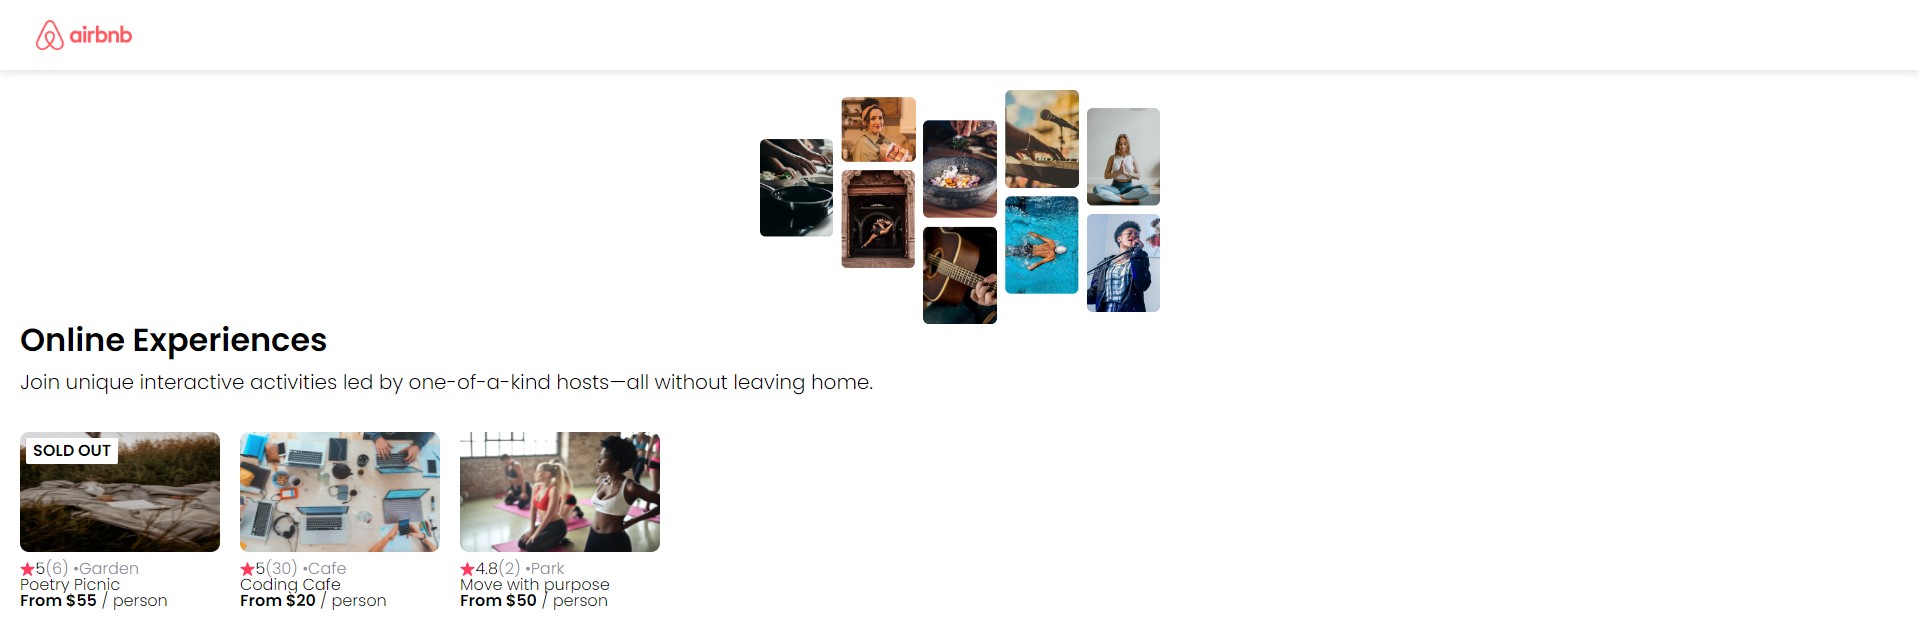 airbnb
Online Experiences
Join unique interactive activities led by one-of-a-kind hosts—all without leaving home.
SOLD OUT
5(6) •Garden
Poetry Picnic
From $55 / person
5(30) •Cafe
Coding Cafe
From $20 / person
4.8(2) •Park
Move with purpose
From $50 / person